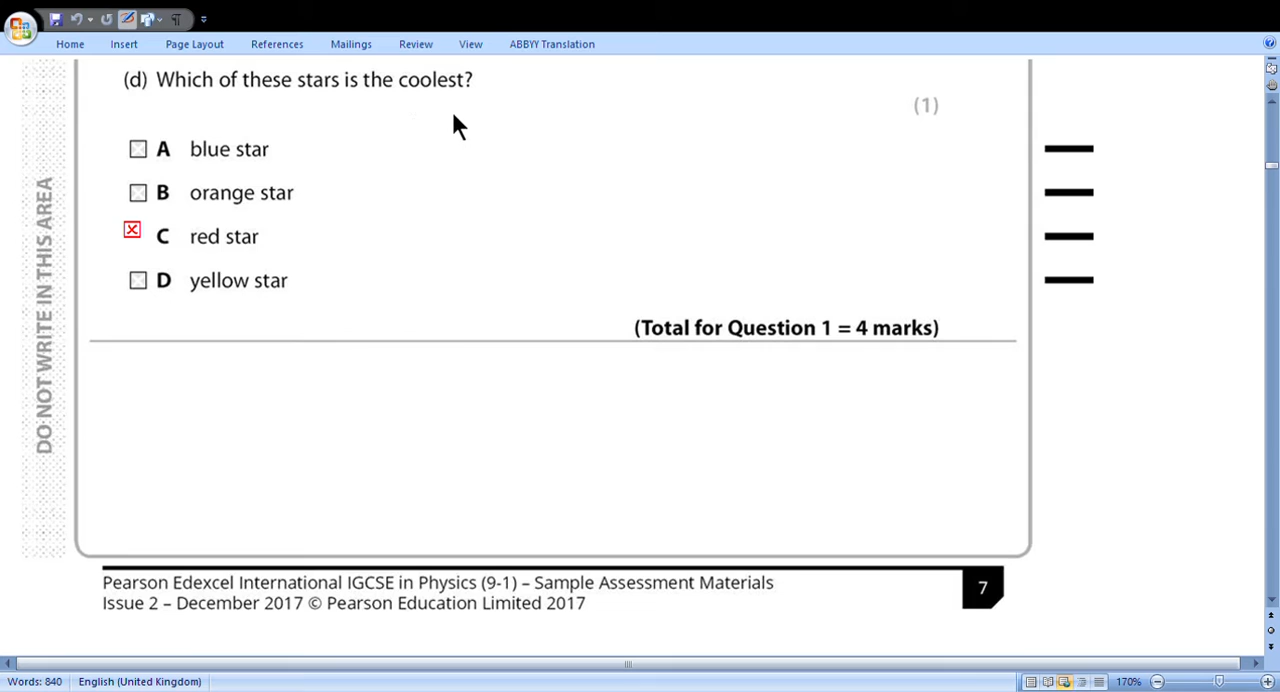 Home Insert Page Layout References Mailings Review View ABBYY Translation
(d) Which of these stars is the coolest?
(1)
A blue star
B orange star
C red star
D yellow star
(Total for Question 1 = 4 marks)
DO NOT WRITE IN THIS AREA
Pearson Edexcel International IGCSE in Physics (9-1) – Sample Assessment Materials
Issue 2 – December 2017 © Pearson Education Limited 2017
7
Words: 840 English (United Kingdom) 170%